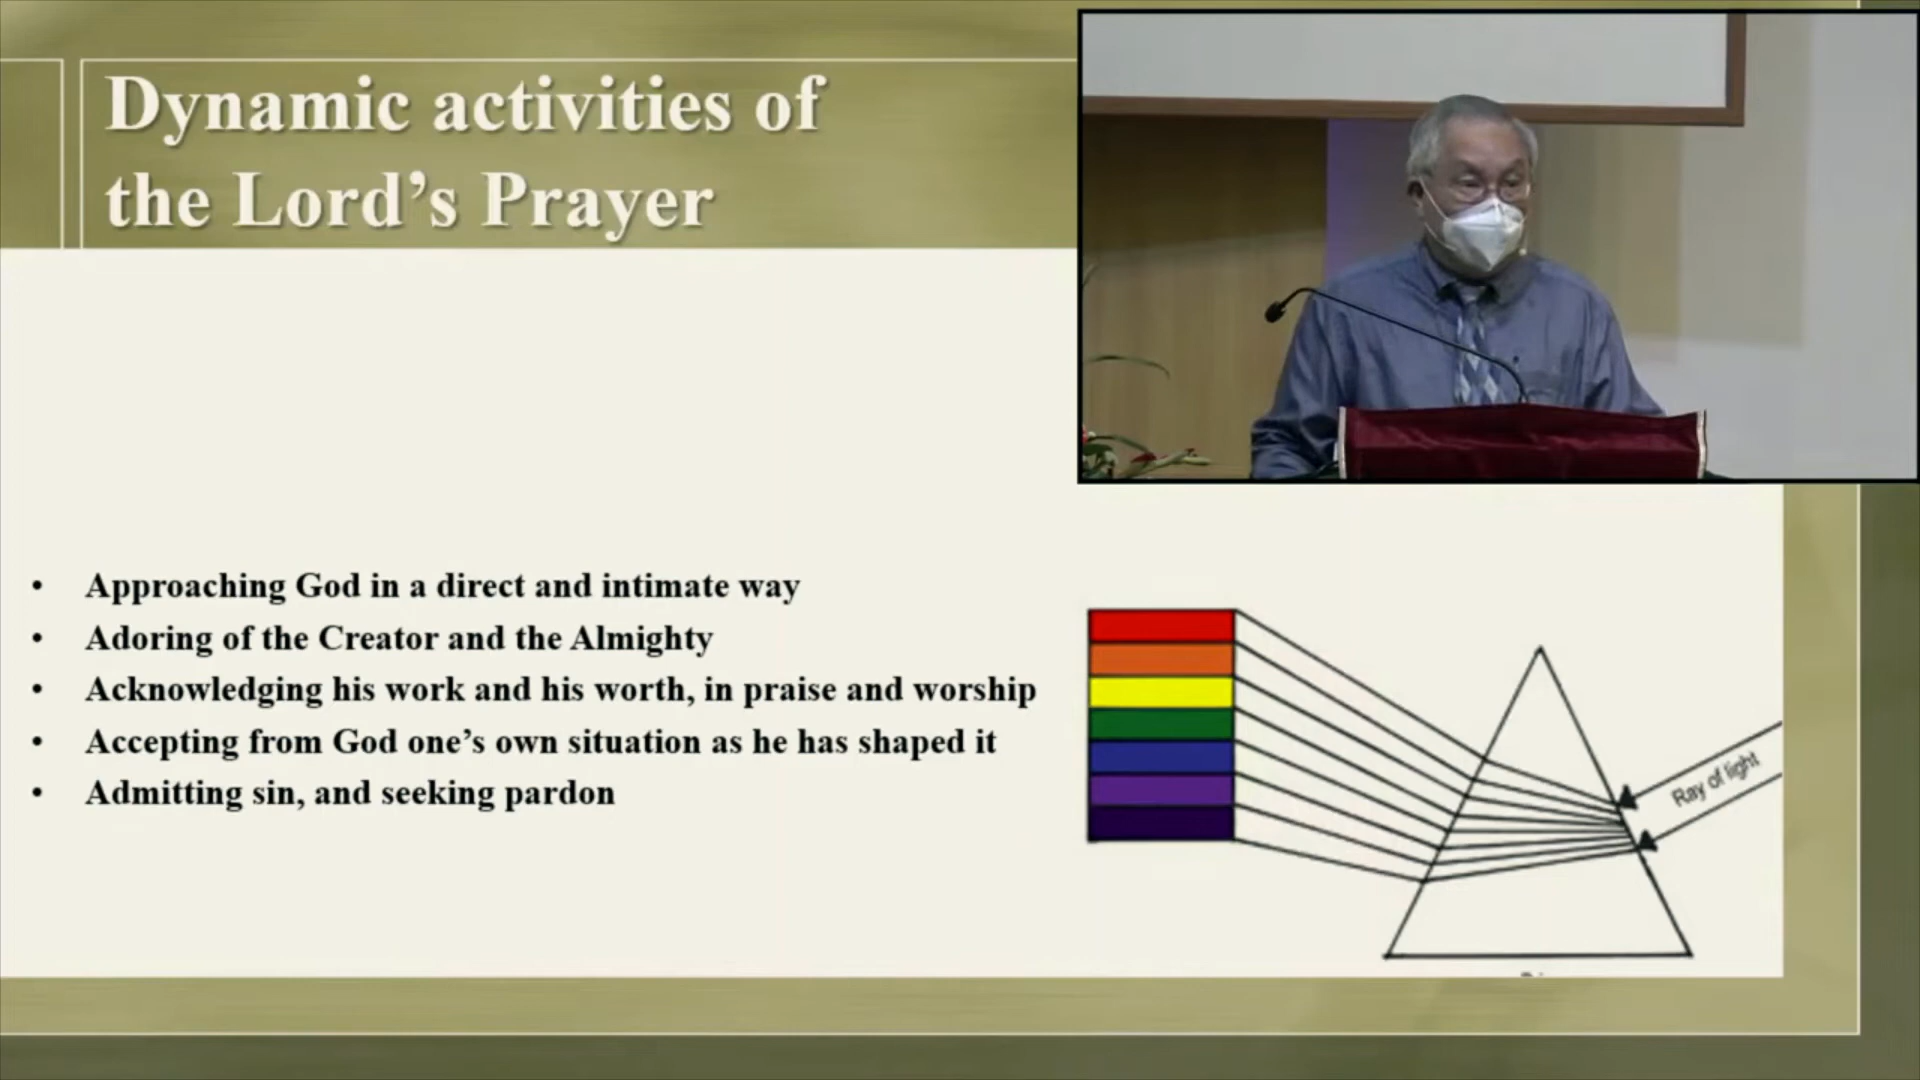 Dynamic activities of
the Lord's Prayer
• Approaching God in a direct and intimate way
• Adoring of the Creator and the Almighty
• Acknowledging his work and his worth, in praise and worship
• Accepting from God one's own situation as he has shaped it
• Admitting sin, and seeking pardon
Ray of light